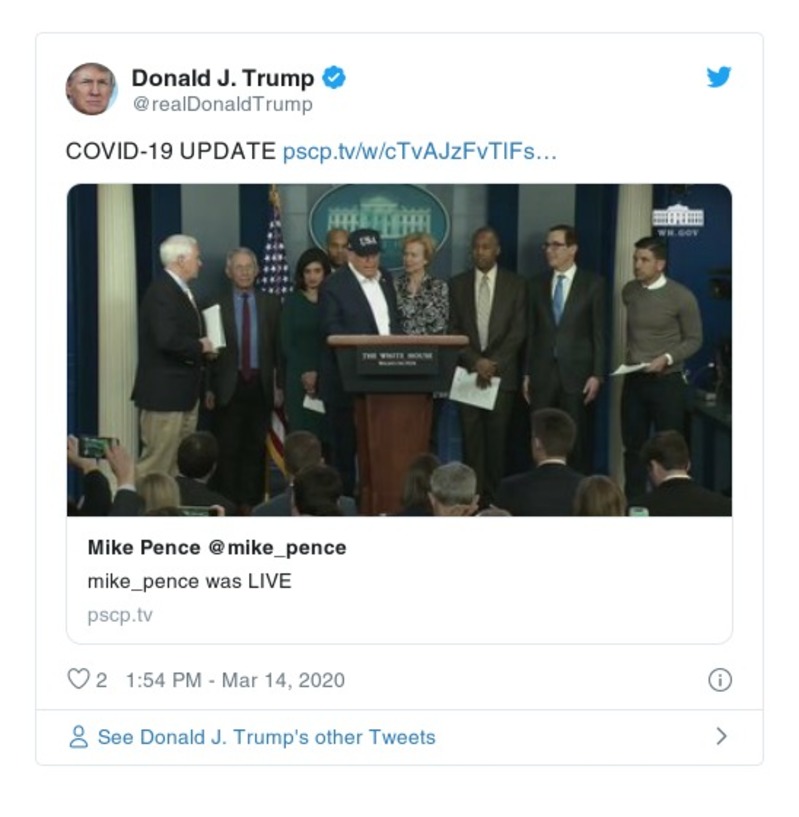 Donald J. Trump
@realDonaldTrump
COVID-19 UPDATE pscp.tv/w/cTvAJzFvTlFs…
USA
WH.GOV
THE WHITE HOUSE
WASHINGTON
Mike Pence @mike_pence
mike_pence was LIVE
pscp.tv
2 1:54 PM - Mar 14, 2020
See Donald J. Trump's other Tweets